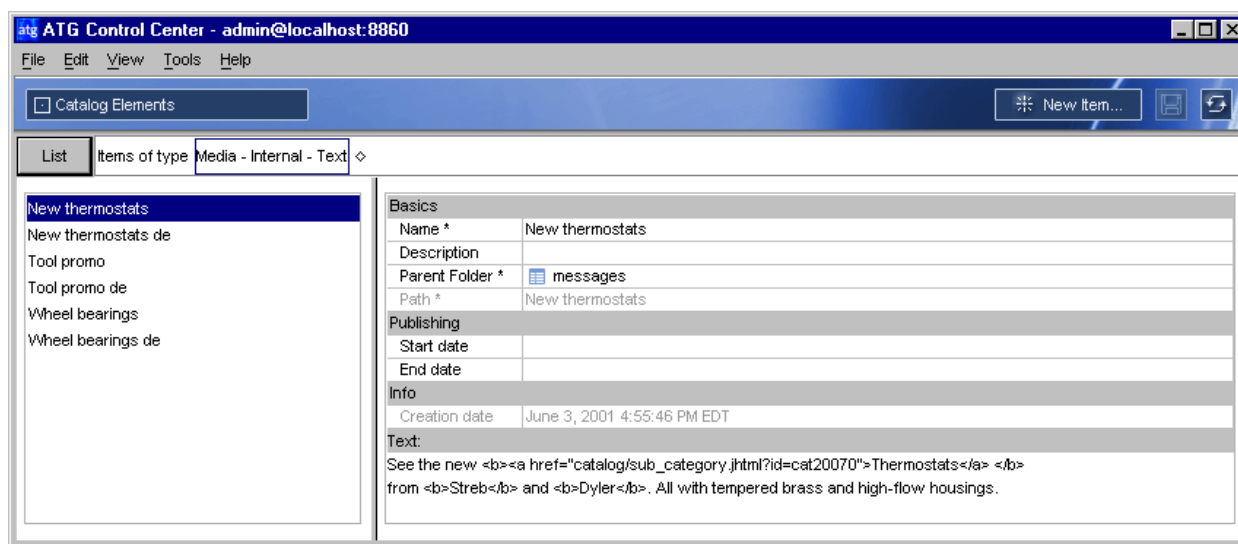 atg ATG Control Center - admin@localhost:8860
File Edit View Tools Help
Catalog Elements New Item...
List Items of type Media - Internal - Text
New thermostats
New thermostats de
Tool promo
Tool promo de
Wheel bearings
Wheel bearings de
Basics
Name * New thermostats
Description
Parent Folder * messages
Path * New thermostats
Publishing
Start date
End date
Info
Creation date June 3, 2001 4:55:46 PM EDT
Text:
See the new <b><a href="catalog/sub_category.jhtml?id=cat20070">Thermostats</a> </b>
from <b>Streb</b> and <b>Dyler</b>. All with tempered brass and high-flow housings.